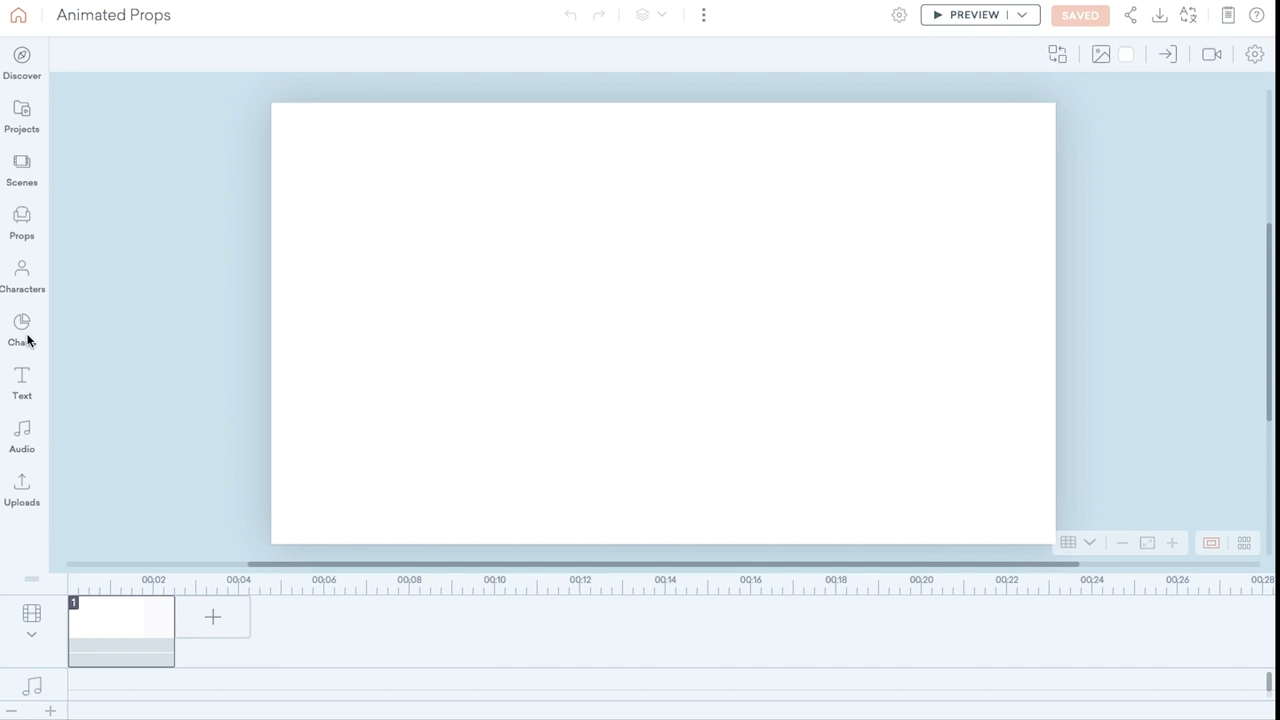 Animated Props
PREVIEW
SAVED
Discover
Projects
Scenes
Props
Characters
Text
Audio
Uploads
00:02 00:04 00:06 00:08 00:10 00:12 00:14 00:16 00:18 00:20 00:22 00:24 00:26 00:28
1